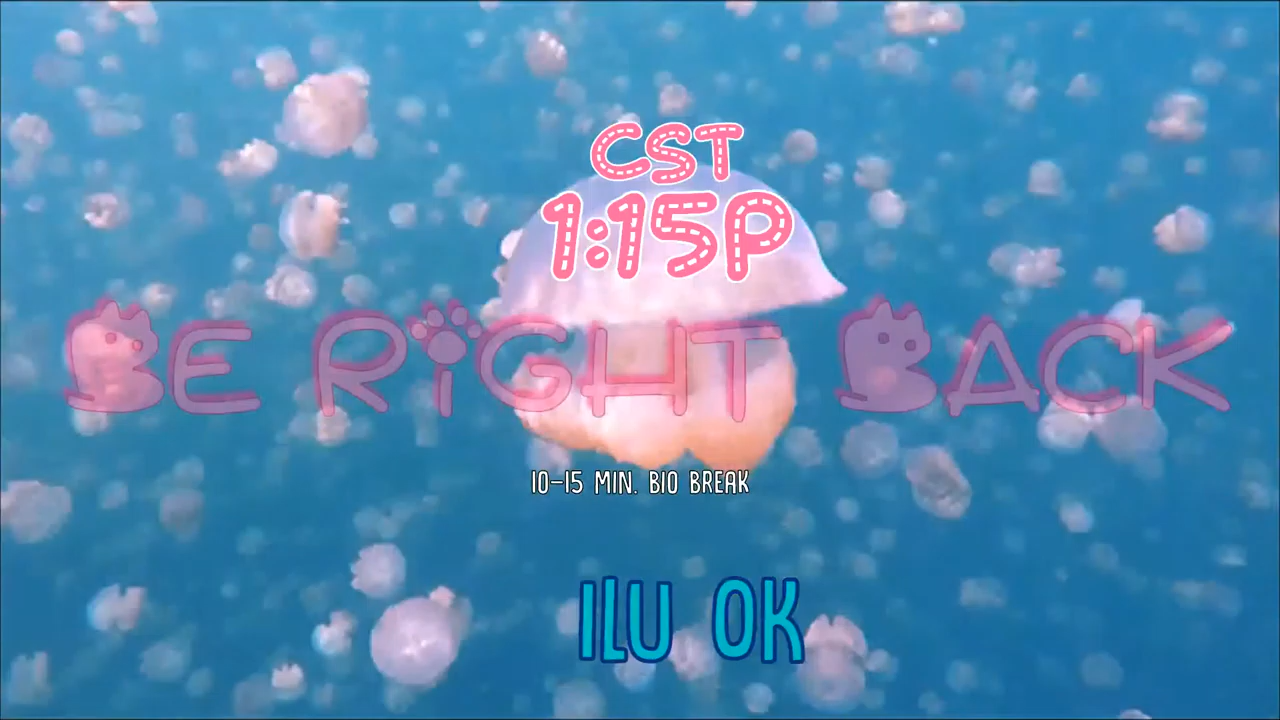 CST
1:15P
BE RIGHT BACK
10-15 MIN. BIO BREAK
ILU OK